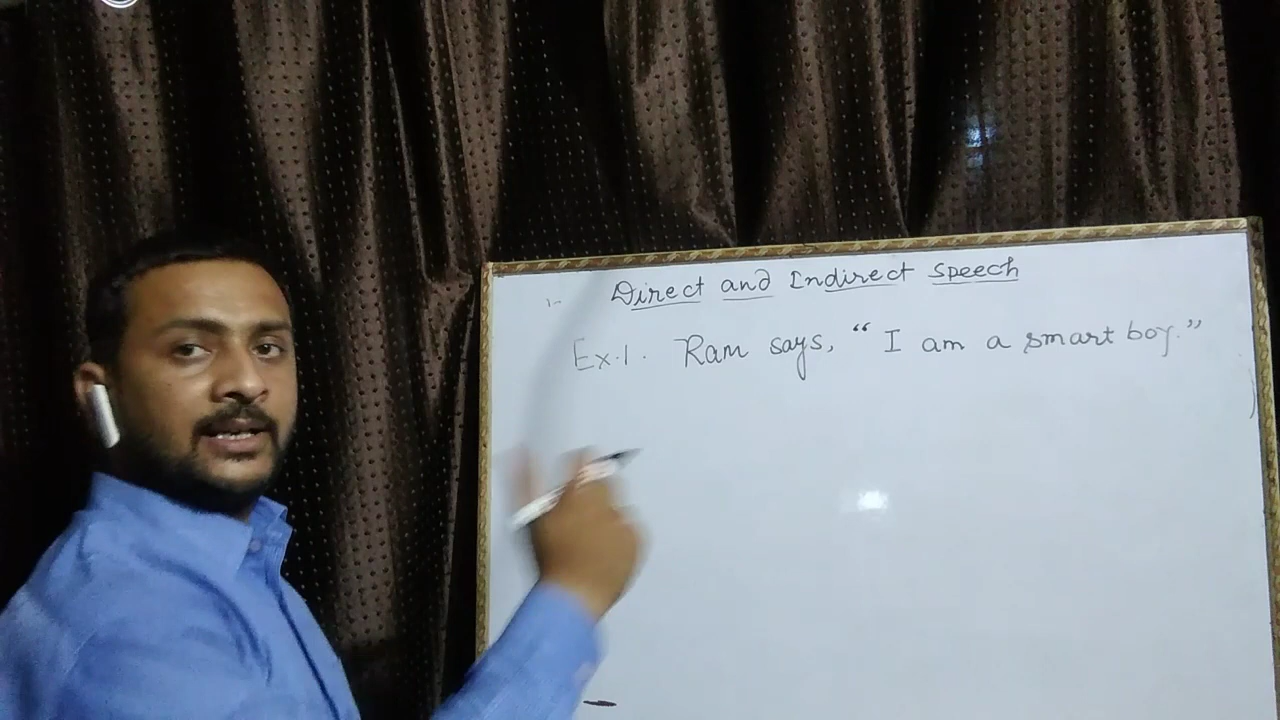 Direct and Indirect Speech
Ex.1. Ram says, “ I am a smart boy.”